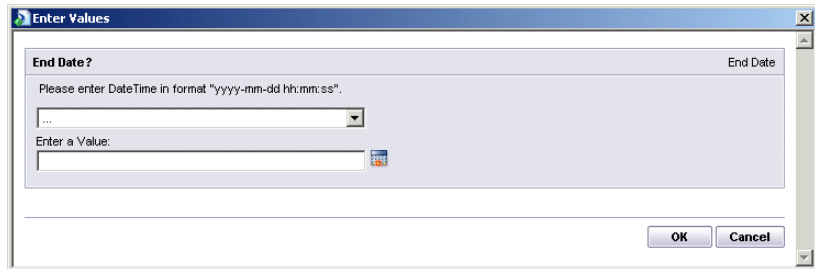 Enter Values
End Date?
End Date
Please enter DateTime in format "yyyy-mm-dd hh:mm:ss".
...
Enter a Value:
OK
Cancel